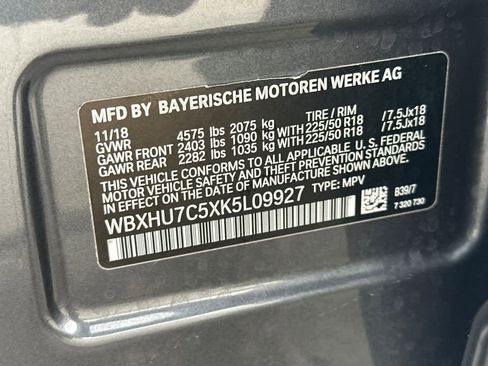 MFD BY BAYERISCHE MOTOREN WERKE AG
11/18 4575 lbs 2075 kg TIRE / RIM
GVWR
GAWR FRONT 2403 lbs 1090 kg WITH 225/50 R18 /7.5Jx18
GAWR REAR 2282 lbs 1035 kg WITH 225/50 R18 /7.5Jx18
THIS VEHICLE CONFORMS TO ALL APPLICABLE U. S. FEDERAL
MOTOR VEHICLE SAFETY AND THEFT PREVENTION STANDARDS
IN EFFECT ON THE DATE OF MANUFACTURE SHOWN ABOVE.
WBXHU7C5XK5L09927 TYPE: MPV
B39/7
7 320 730